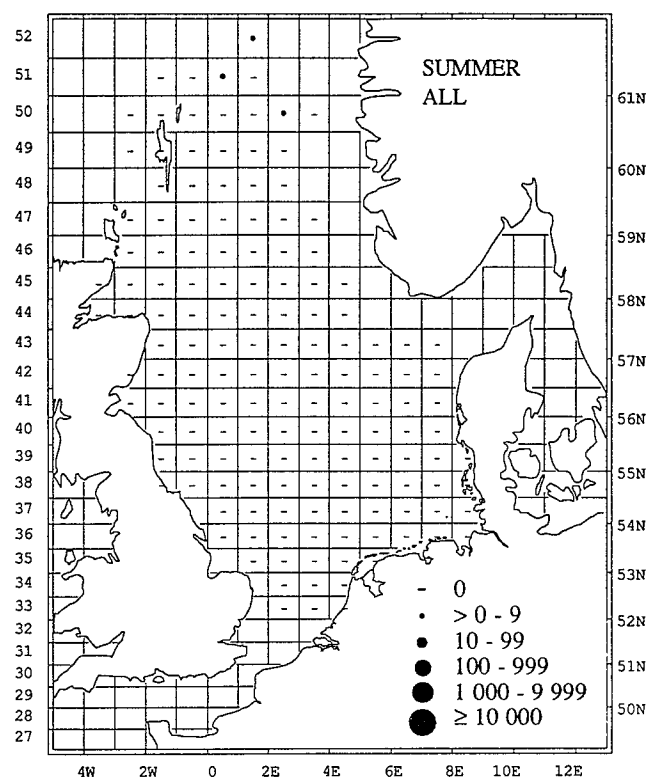 SUMMER
ALL
52
51
50
49
48
47
46
45
44
43
42
41
40
39
38
37
36
35
34
33
32
31
30
29
28
27
61N
60N
59N
58N
57N
56N
55N
54N
53N
52N
51N
50N
- 0
> 0 - 9
10 - 99
100 - 999
1 000 - 9 999
≥ 10 000
4W 2W 0 2E 4E 6E 8E 10E 12E